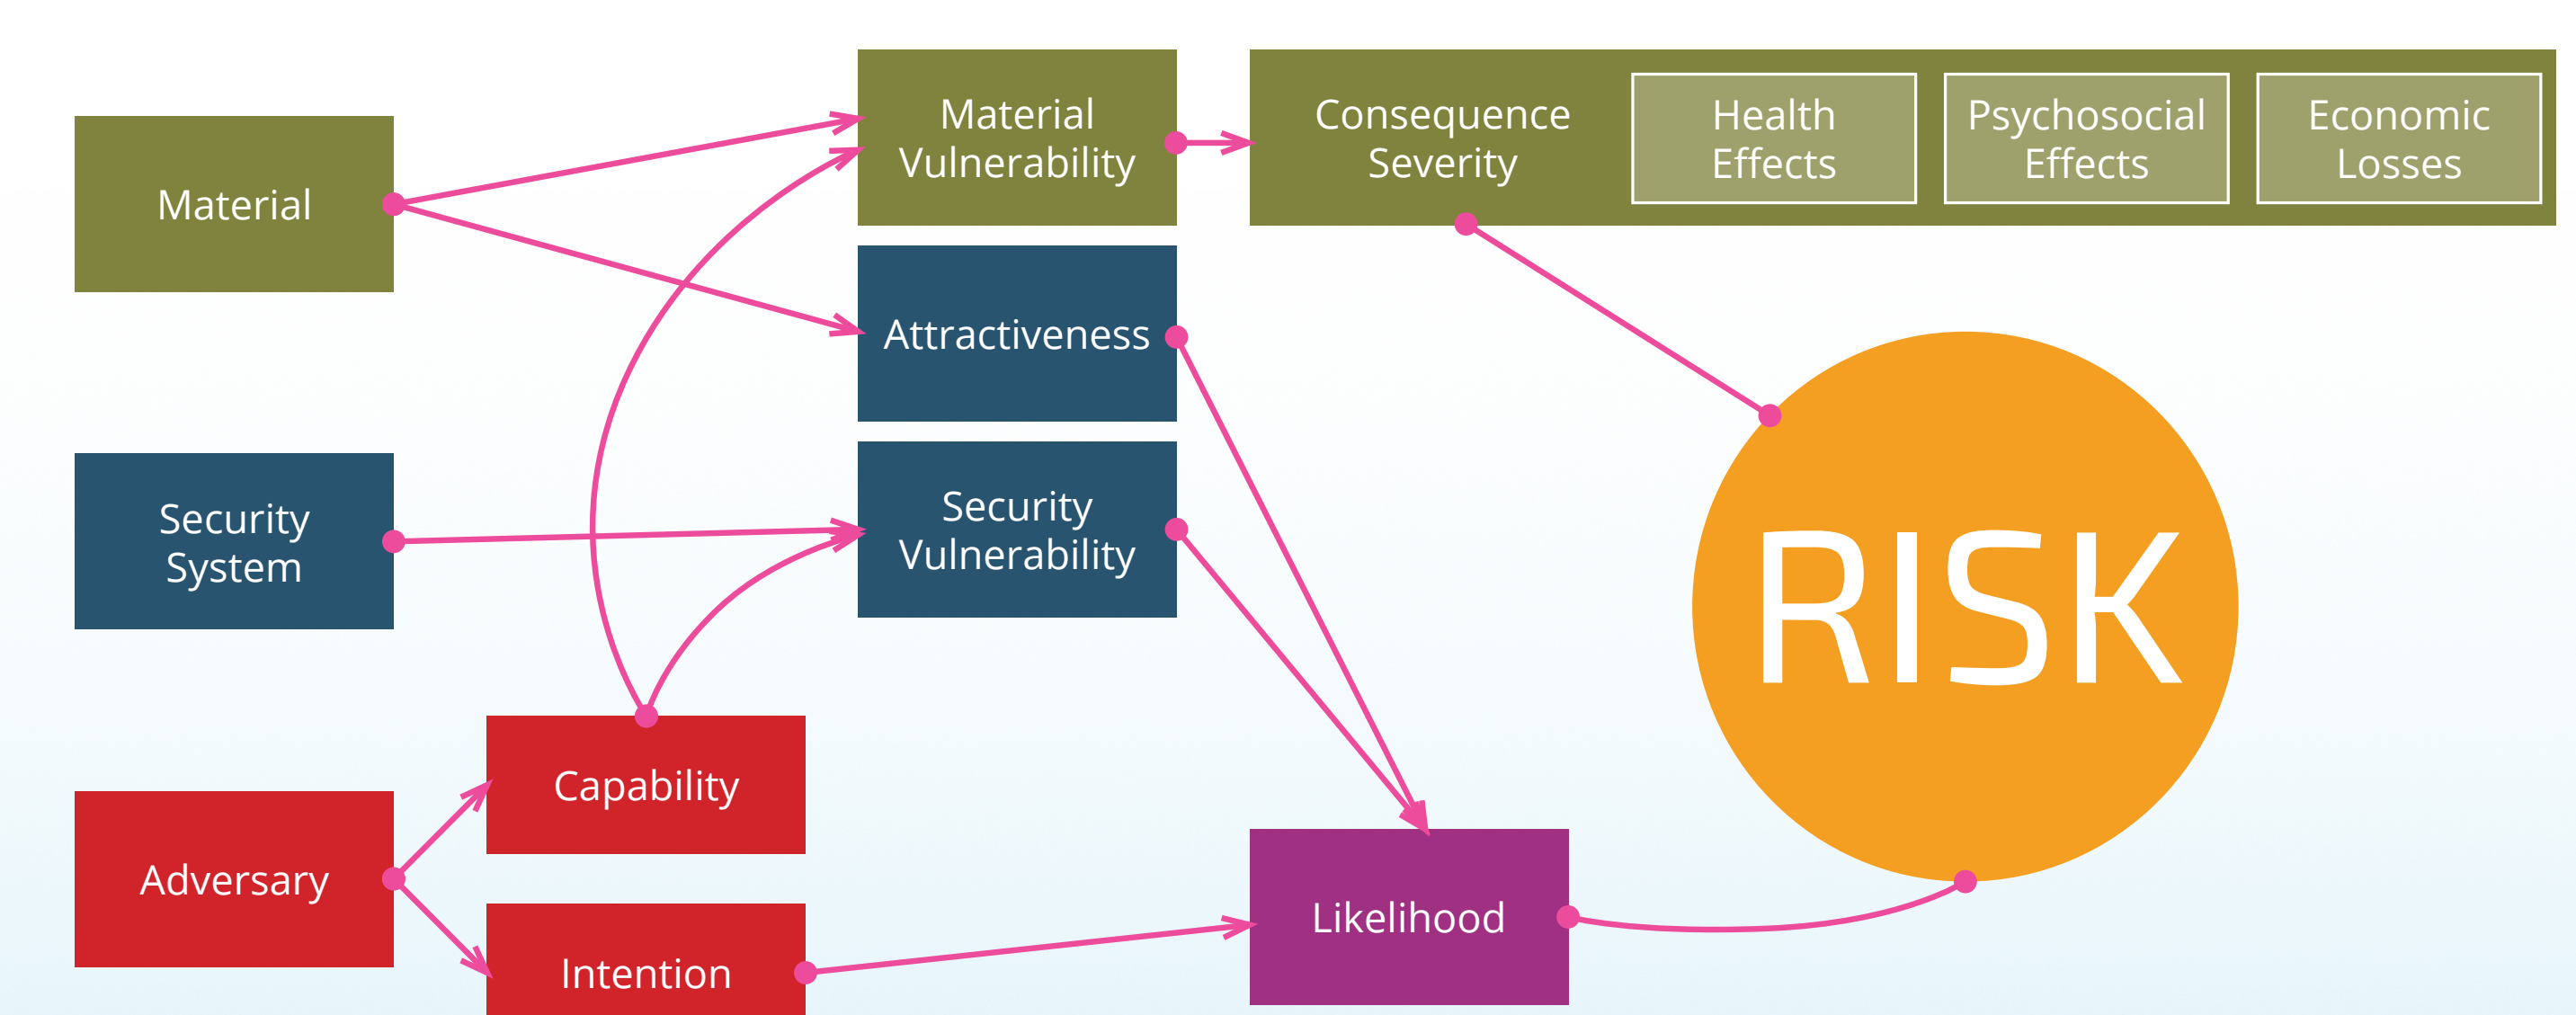 Material
Security
System
Adversary
Capability
Intention
Material
Vulnerability
Attractiveness
Security
Vulnerability
Consequence
Severity
Health
Effects
Psychosocial
Effects
Economic
Losses
Likelihood
RISK